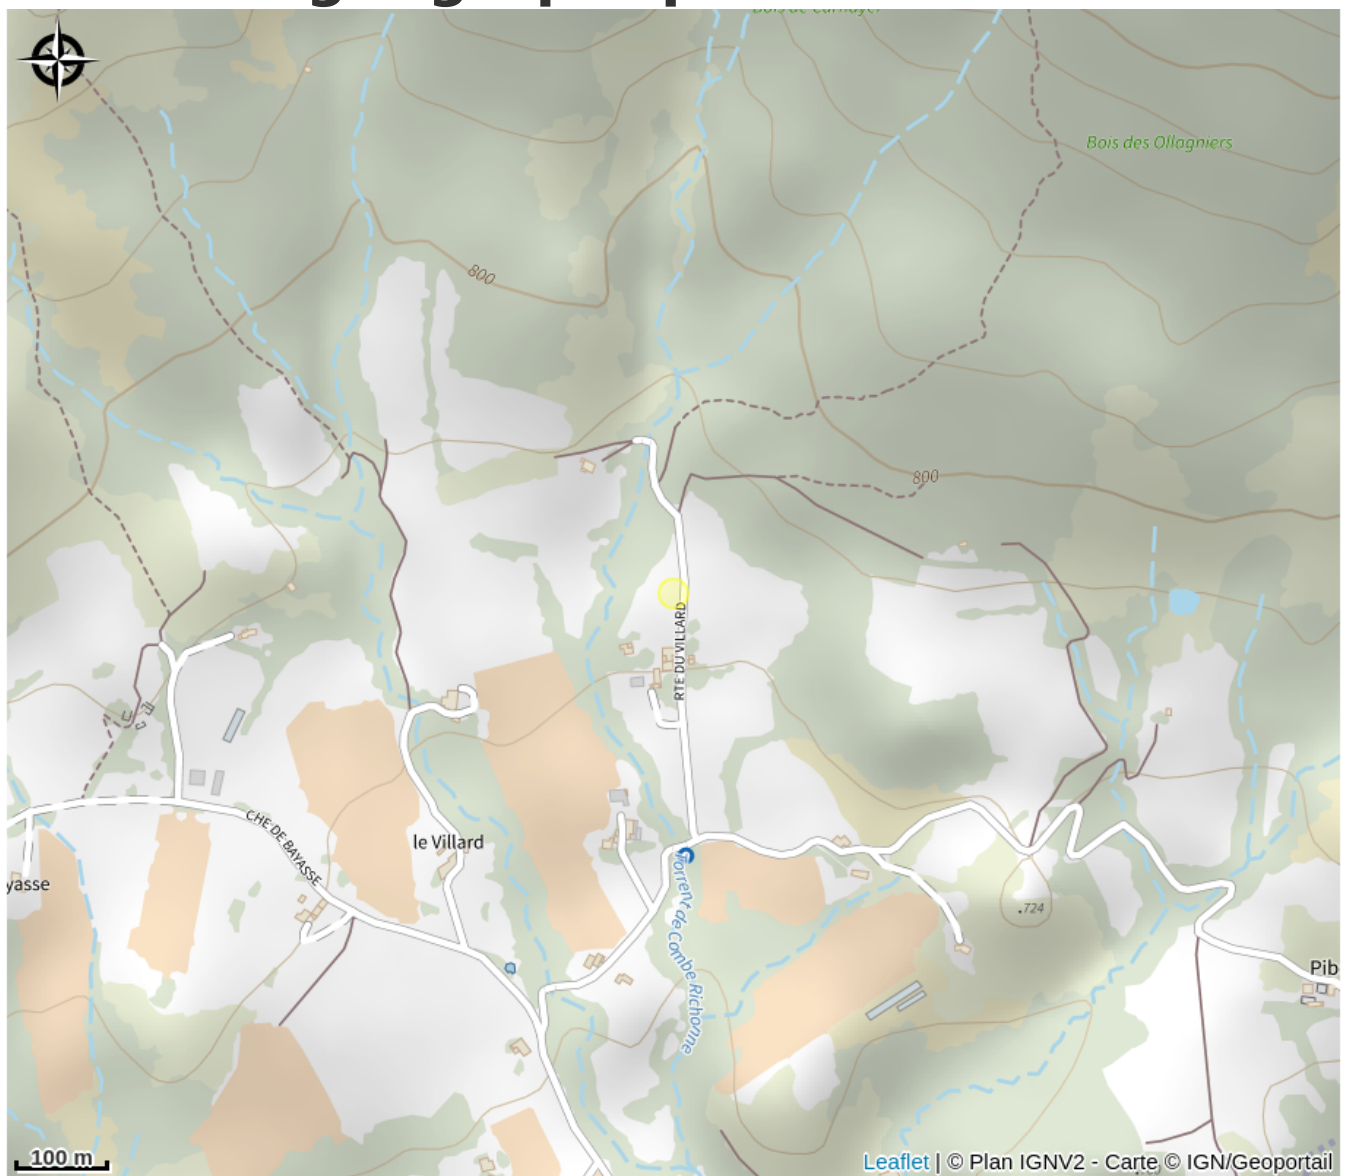 Bois des Ollagniers
800
800
RTE DU VILLARD
CHE DE BAYASSE
le Villard
yasse
Torrent de Combe Richonne
.724
Pib
100 m
Leaflet | © Plan IGNV2 - Carte © IGN/Geoportail